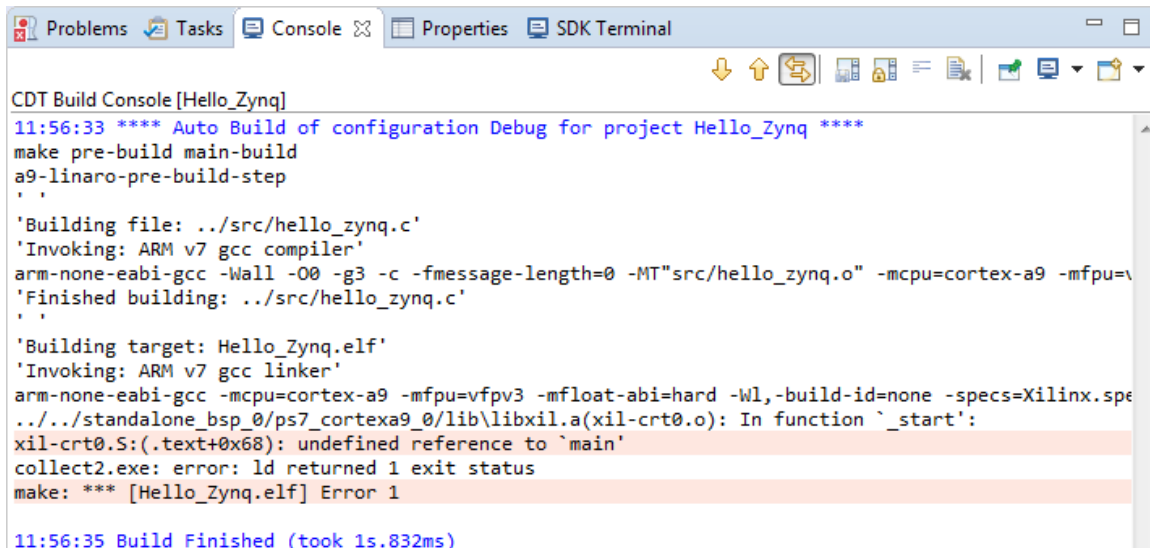 Problems Tasks Console Properties SDK Terminal
CDT Build Console [Hello_Zynq]
11:56:33 **** Auto Build of configuration Debug for project Hello_Zynq ****
make pre-build main-build
a9-linaro-pre-build-step
' '
'Building file: ../src/hello_zynq.c'
'Invoking: ARM v7 gcc compiler'
arm-none-eabi-gcc -Wall -O0 -g3 -c -fmessage-length=0 -MT"src/hello_zynq.o" -mcpu=cortex-a9 -mfpu=v
'Finished building: ../src/hello_zynq.c'
' '
'Building target: Hello_Zynq.elf'
'Invoking: ARM v7 gcc linker'
arm-none-eabi-gcc -mcpu=cortex-a9 -mfpu=vfpv3 -mfloat-abi=hard -Wl,-build-id=none -specs=Xilinx.spe
../../standalone_bsp_0/ps7_cortexa9_0/lib\libxil.a(xil-crt0.o): In function `_start':
xil-crt0.S:(.text+0x68): undefined reference to `main'
collect2.exe: error: ld returned 1 exit status
make: *** [Hello_Zynq.elf] Error 1
11:56:35 Build Finished (took 1s.832ms)